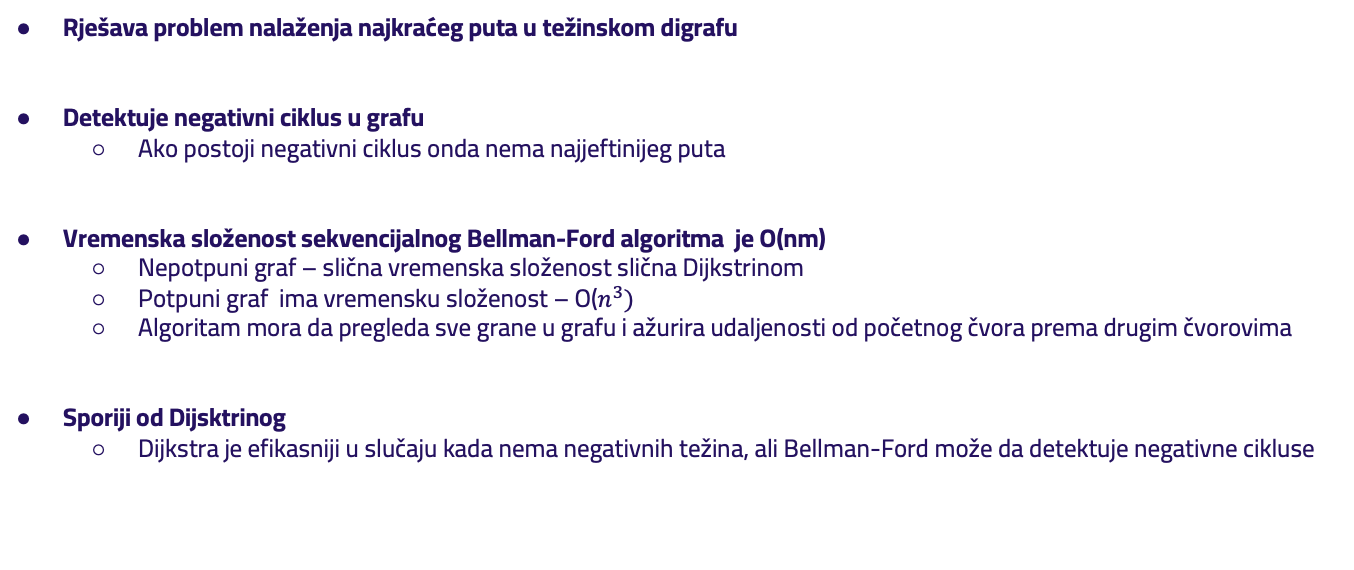 ● Rješava problem nalaženja najkraćeg puta u težinskom digrafu
● Detektuje negativni ciklus u grafu
○ Ako postoji negativni ciklus onda nema najjeftinijeg puta
● Vremenska složenost sekvencijalnog Bellman-Ford algoritma  je O(nm)
○ Nepotpuni graf – slična vremenska složenost slična Dijkstrinom
○ Potpuni graf  ima vremensku složenost – O(n³)
○ Algoritam mora da pregleda sve grane u grafu i ažurira udaljenosti od početnog čvora prema drugim čvorovima
● Sporiji od Dijsktrinog
○ Dijkstra je efikasniji u slučaju kada nema negativnih težina, ali Bellman-Ford može da detektuje negativne cikluse